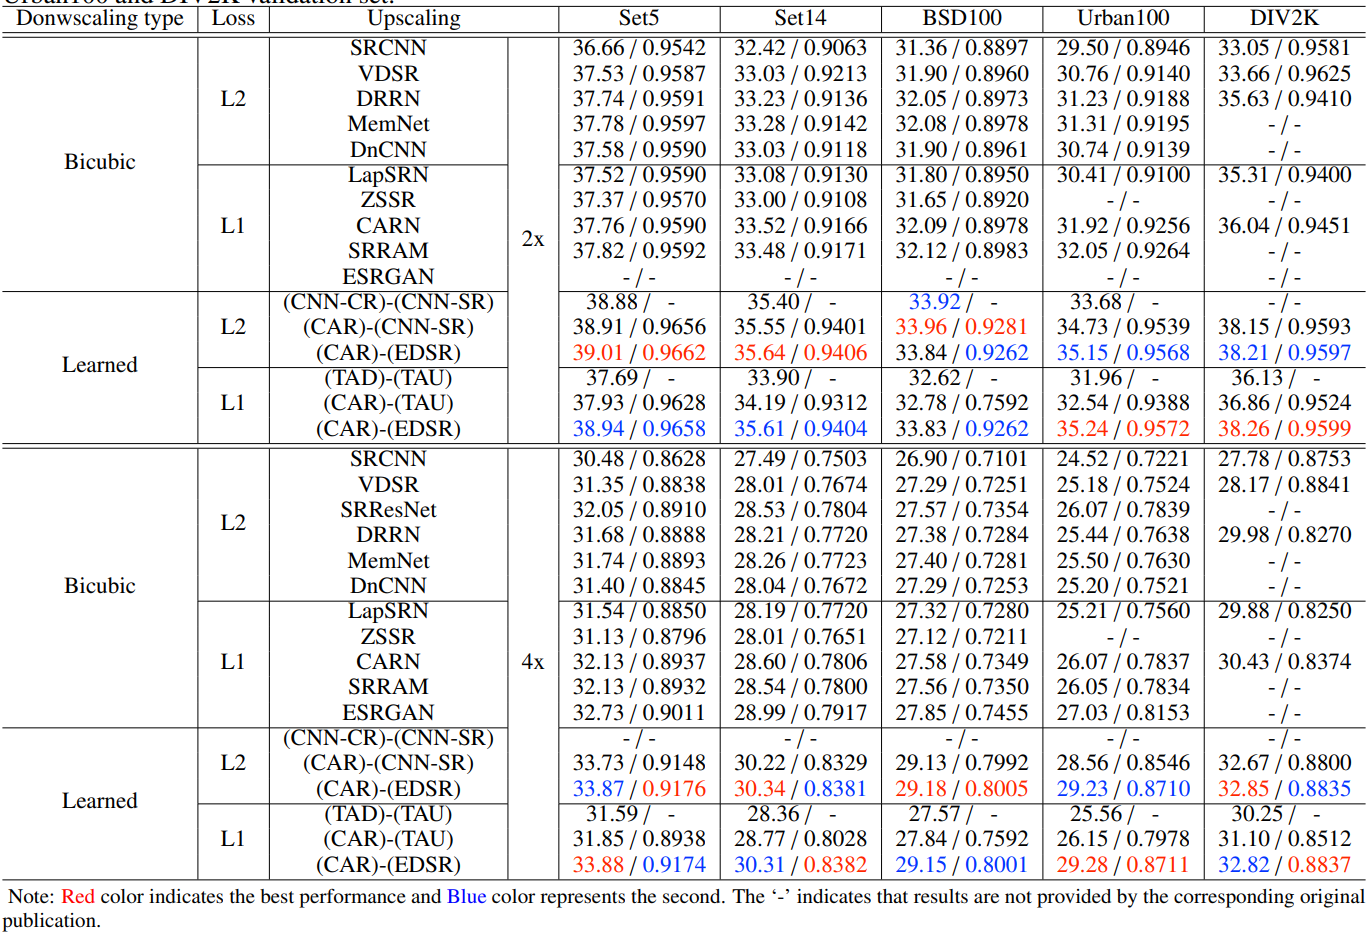 Urban100 and DIV2K validation set.
Donwscaling type Loss Upscaling Set5 Set14 BSD100 Urban100 DIV2K
SRCNN 36.66 / 0.9542 32.42 / 0.9063 31.36 / 0.8897 29.50 / 0.8946 33.05 / 0.9581
VDSR 37.53 / 0.9587 33.03 / 0.9213 31.90 / 0.8960 30.76 / 0.9140 33.66 / 0.9625
L2 DRRN 37.74 / 0.9591 33.23 / 0.9136 32.05 / 0.8973 31.23 / 0.9188 35.63 / 0.9410
MemNet 37.78 / 0.9597 33.28 / 0.9142 32.08 / 0.8978 31.31 / 0.9195 - / -
DnCNN 37.58 / 0.9590 33.03 / 0.9118 31.90 / 0.8961 30.74 / 0.9139 - / -
Bicubic
LapSRN 37.52 / 0.9590 33.08 / 0.9130 31.80 / 0.8950 30.41 / 0.9100 35.31 / 0.9400
ZSSR 37.37 / 0.9570 33.00 / 0.9108 31.65 / 0.8920 - / - - / -
L1 CARN 37.76 / 0.9590 33.52 / 0.9166 32.09 / 0.8978 31.92 / 0.9256 36.04 / 0.9451
2x
SRRAM 37.82 / 0.9592 33.48 / 0.9171 32.12 / 0.8983 32.05 / 0.9264 - / -
ESRGAN - / - - / - - / - - / - - / -
(CNN-CR)-(CNN-SR) 38.88 / - 35.40 / - 33.92 / - 33.68 / - - / -
L2 (CAR)-(CNN-SR) 38.91 / 0.9656 35.55 / 0.9401 33.96 / 0.9281 34.73 / 0.9539 38.15 / 0.9593
(CAR)-(EDSR) 39.01 / 0.9662 35.64 / 0.9406 33.84 / 0.9262 35.15 / 0.9568 38.21 / 0.9597
Learned
(TAD)-(TAU) 37.69 / - 33.90 / - 32.62 / - 31.96 / - 36.13 / -
L1 (CAR)-(TAU) 37.93 / 0.9628 34.19 / 0.9312 32.78 / 0.7592 32.54 / 0.9388 36.86 / 0.9524
(CAR)-(EDSR) 38.94 / 0.9658 35.61 / 0.9404 33.83 / 0.9262 35.24 / 0.9572 38.26 / 0.9599
SRCNN 30.48 / 0.8628 27.49 / 0.7503 26.90 / 0.7101 24.52 / 0.7221 27.78 / 0.8753
VDSR 31.35 / 0.8838 28.01 / 0.7674 27.29 / 0.7251 25.18 / 0.7524 28.17 / 0.8841
SRResNet 32.05 / 0.8910 28.53 / 0.7804 27.57 / 0.7354 26.07 / 0.7839 - / -
L2
DRRN 31.68 / 0.8888 28.21 / 0.7720 27.38 / 0.7284 25.44 / 0.7638 29.98 / 0.8270
MemNet 31.74 / 0.8893 28.26 / 0.7723 27.40 / 0.7281 25.50 / 0.7630 - / -
Bicubic DnCNN 31.40 / 0.8845 28.04 / 0.7672 27.29 / 0.7253 25.20 / 0.7521 - / -
LapSRN 31.54 / 0.8850 28.19 / 0.7720 27.32 / 0.7280 25.21 / 0.7560 29.88 / 0.8250
ZSSR 31.13 / 0.8796 28.01 / 0.7651 27.12 / 0.7211 - / - - / -
L1 CARN 4x 32.13 / 0.8937 28.60 / 0.7806 27.58 / 0.7349 26.07 / 0.7837 30.43 / 0.8374
SRRAM 32.13 / 0.8932 28.54 / 0.7800 27.56 / 0.7350 26.05 / 0.7834 - / -
ESRGAN 32.73 / 0.9011 28.99 / 0.7917 27.85 / 0.7455 27.03 / 0.8153 - / -
(CNN-CR)-(CNN-SR) - / - - / - - / - - / - - / -
L2 (CAR)-(CNN-SR) 33.73 / 0.9148 30.22 / 0.8329 29.13 / 0.7992 28.56 / 0.8546 32.67 / 0.8800
(CAR)-(EDSR) 33.87 / 0.9176 30.34 / 0.8381 29.18 / 0.8005 29.23 / 0.8710 32.85 / 0.8835
Learned
(TAD)-(TAU) 31.59 / - 28.36 / - 27.57 / - 25.56 / - 30.25 / -
L1 (CAR)-(TAU) 31.85 / 0.8938 28.77 / 0.8028 27.84 / 0.7592 26.15 / 0.7978 31.10 / 0.8512
(CAR)-(EDSR) 33.88 / 0.9174 30.31 / 0.8382 29.15 / 0.8001 29.28 / 0.8711 32.82 / 0.8837
Note: Red color indicates the best performance and Blue color represents the second. The ‘-’ indicates that results are not provided by the corresponding original
publication.